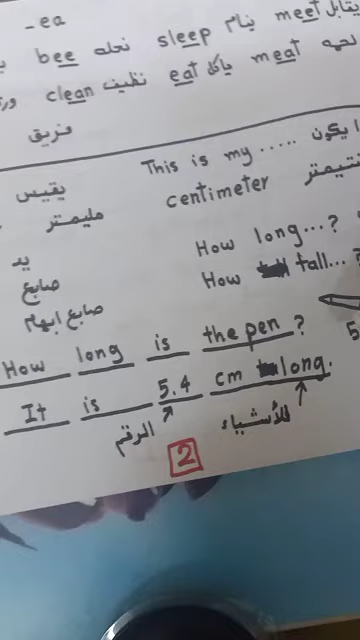 -ea
bee نحله sleep ينام meet يقابل
clean نظيف eat ياكل meat لحمه
فريق
يقيس This is my ..... يكون
مليمتر centimeter
يد How long...?
صابع How tall...?
صابع ابهام
How long is the pen?
It is 5.4 cm long.
الرقم للأشياء
2